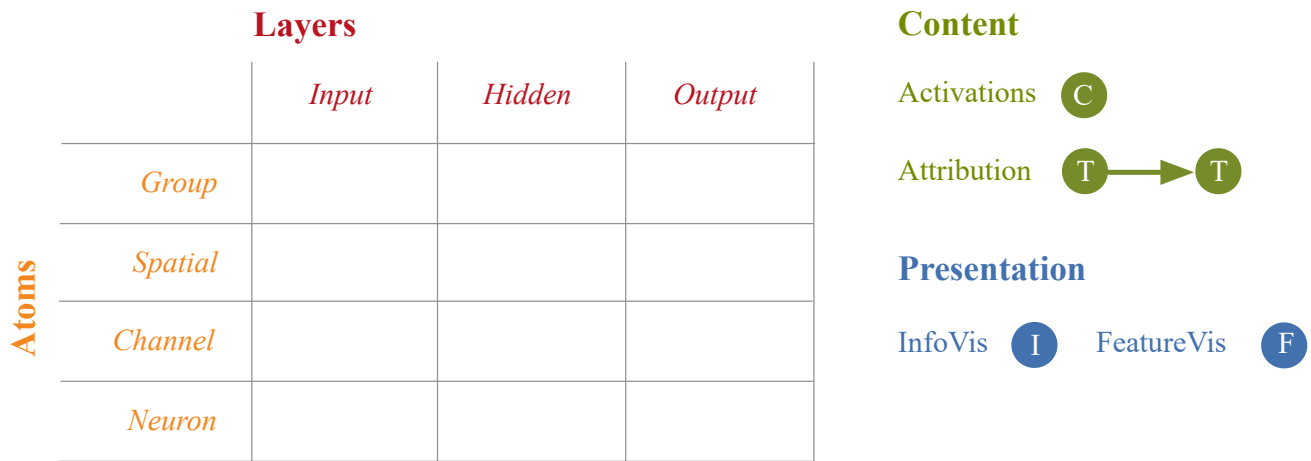 Layers
Input Hidden Output
Atoms
Group
Spatial
Channel
Neuron
Content
Activations C
Attribution T T
Presentation
InfoVis I FeatureVis F